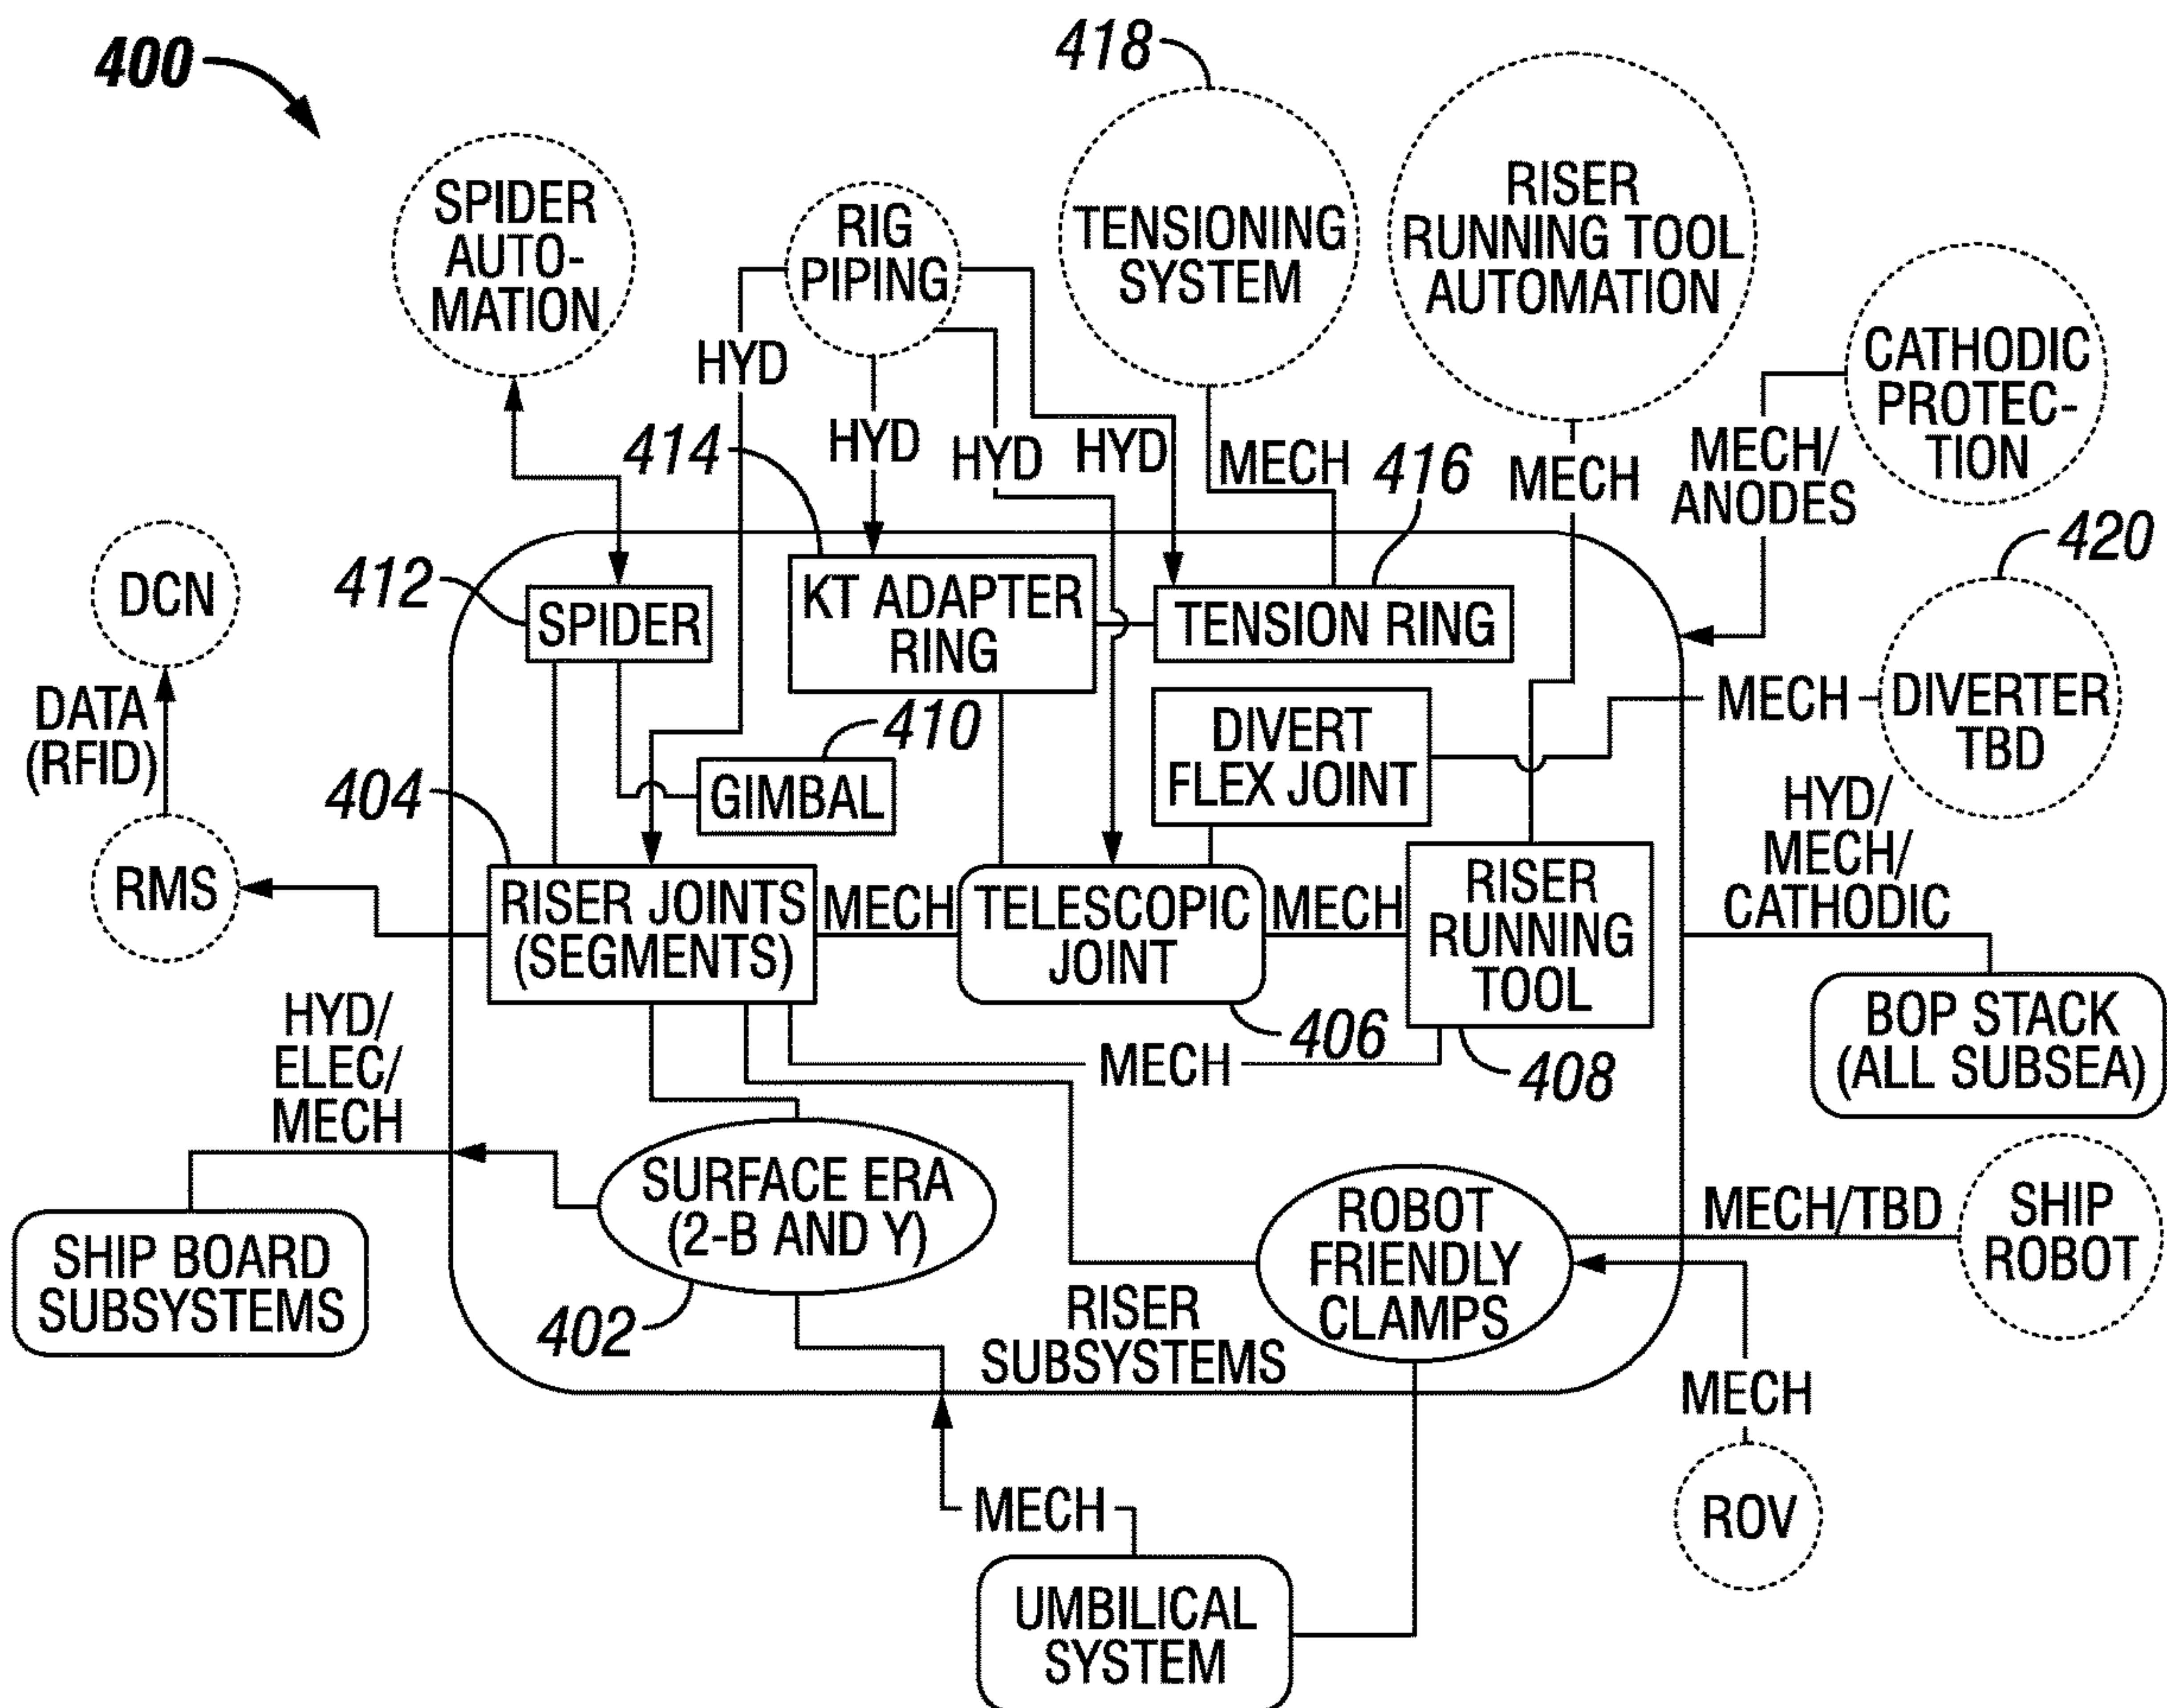 400
418
SPIDER
AUTO-
MATION
RIG
PIPING
TENSIONING
SYSTEM
RISER
RUNNING TOOL
AUTOMATION
CATHODIC
PROTEC-
TION
HYD
414
HYD
HYD
HYD
MECH
416
MECH
MECH/
ANODES
420
DCN
412
SPIDER
KT ADAPTER
RING
TENSION RING
DATA
(RFID)
410
GIMBAL
DIVERT
FLEX JOINT
MECH
DIVERTER
TBD
404
RMS
RISER JOINTS
(SEGMENTS)
MECH
TELESCOPIC
JOINT
MECH
RISER
RUNNING
TOOL
HYD/
MECH/
CATHODIC
406
408
MECH
BOP STACK
(ALL SUBSEA)
HYD/
ELEC/
MECH
SHIP BOARD
SUBSYSTEMS
SURFACE ERA
(2-B AND Y)
402
RISER
SUBSYSTEMS
ROBOT
FRIENDLY
CLAMPS
MECH/TBD
SHIP
ROBOT
MECH
ROV
MECH
UMBILICAL
SYSTEM